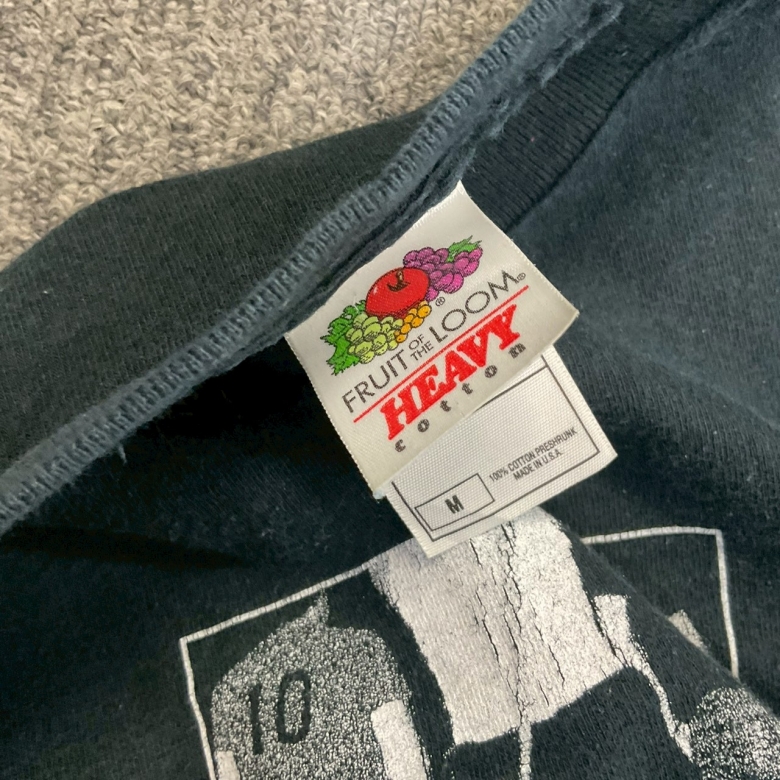 ®
FRUIT OF THE LOOM®
HEAVY
cotton
M
100% COTTON PRESHRUNK
MADE IN U.S.A.
10